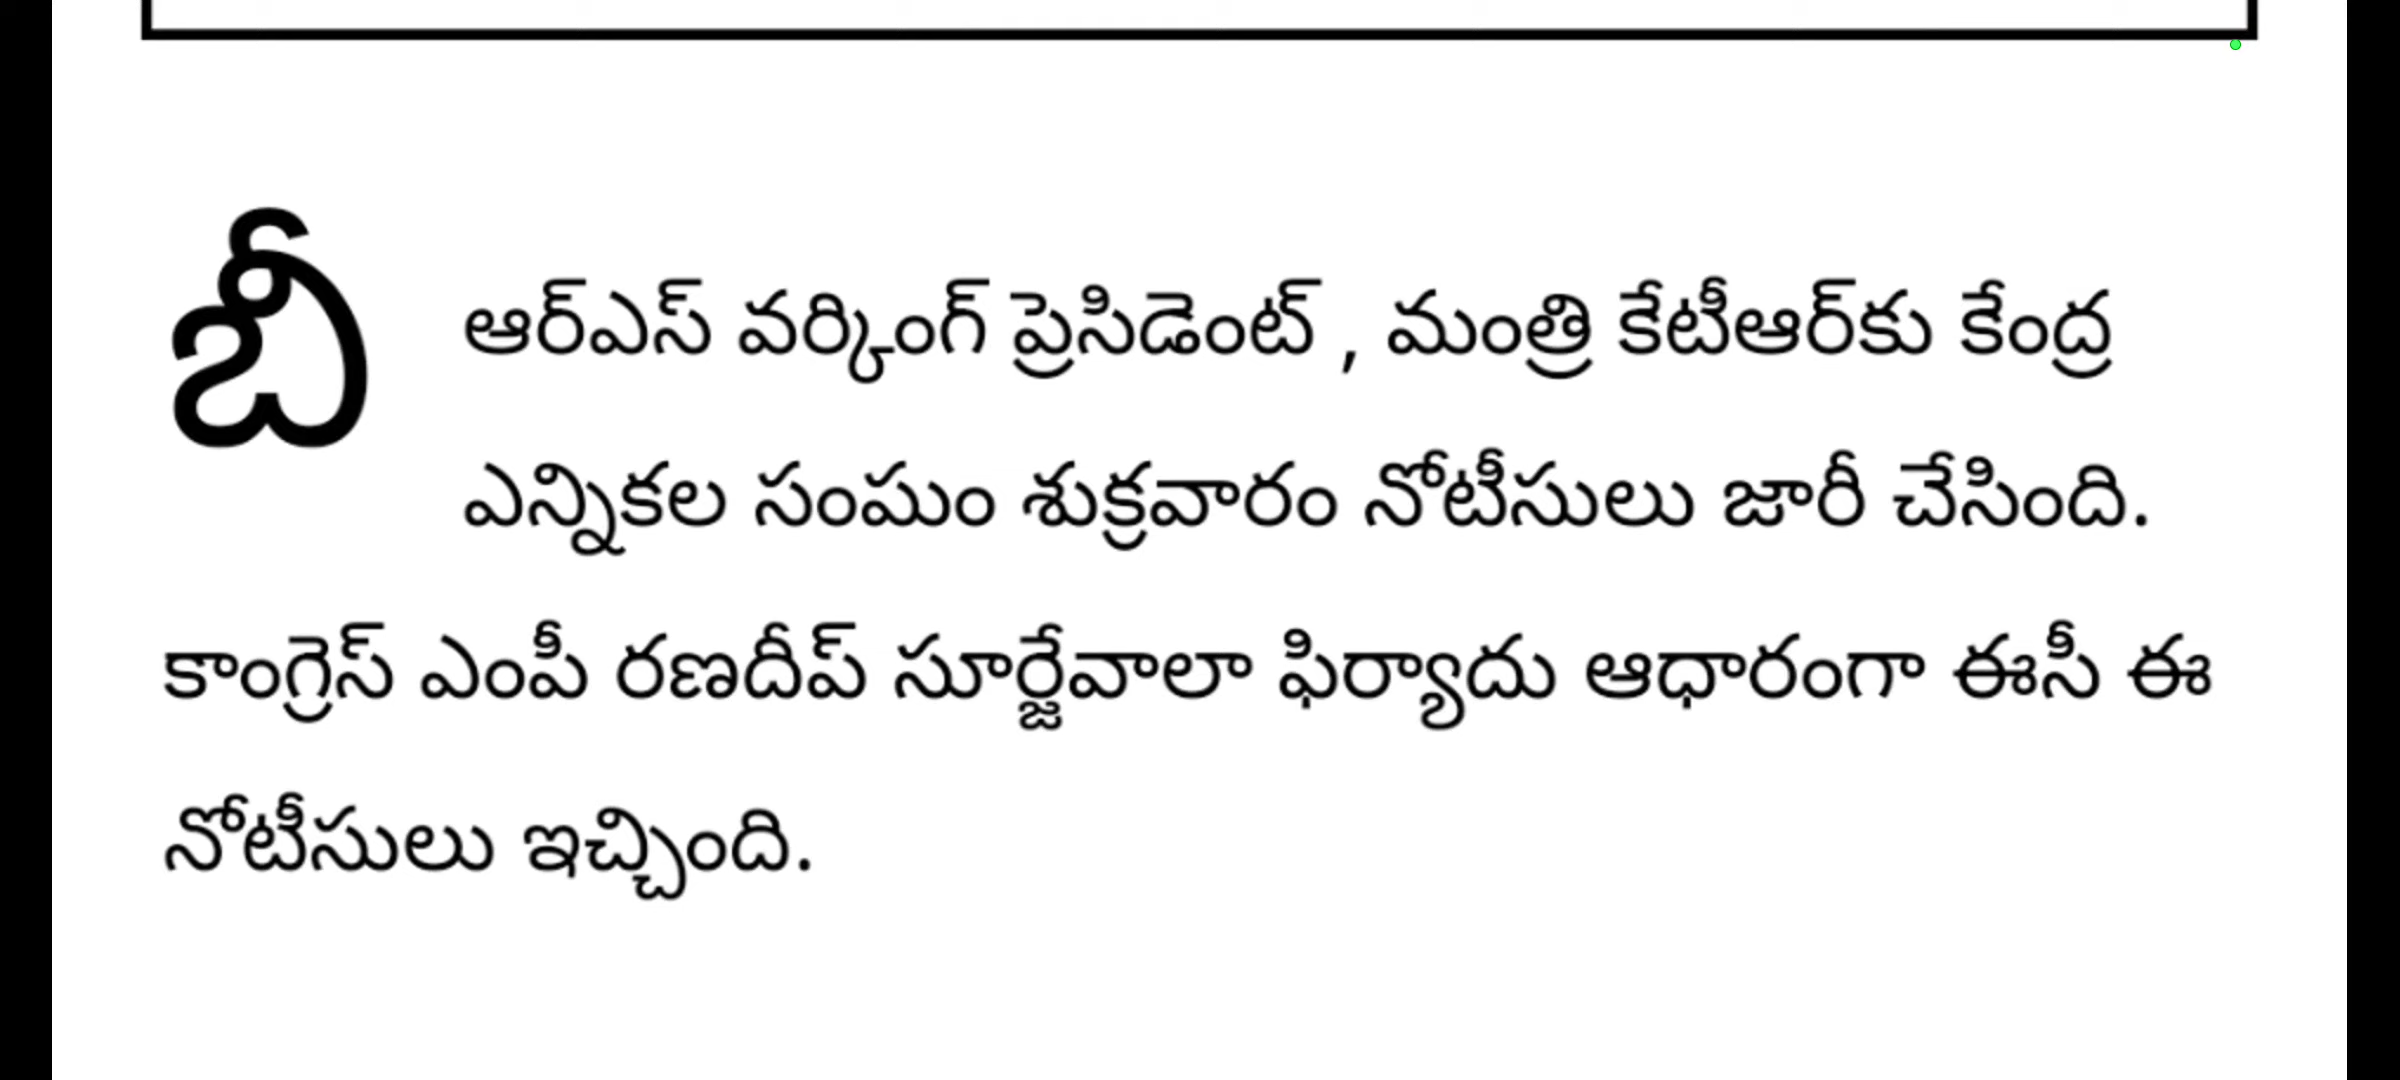 బీఆర్ఎస్ వర్కింగ్ ప్రెసిడెంట్ , మంత్రి కేటీఆర్‌కు కేంద్ర
ఎన్నికల సంఘం శుక్రవారం నోటీసులు జారీ చేసింది.
కాంగ్రెస్ ఎంపీ రణదీప్ సూర్జేవాలా ఫిర్యాదు ఆధారంగా ఈసీ ఈ
నోటీసులు ఇచ్చింది.